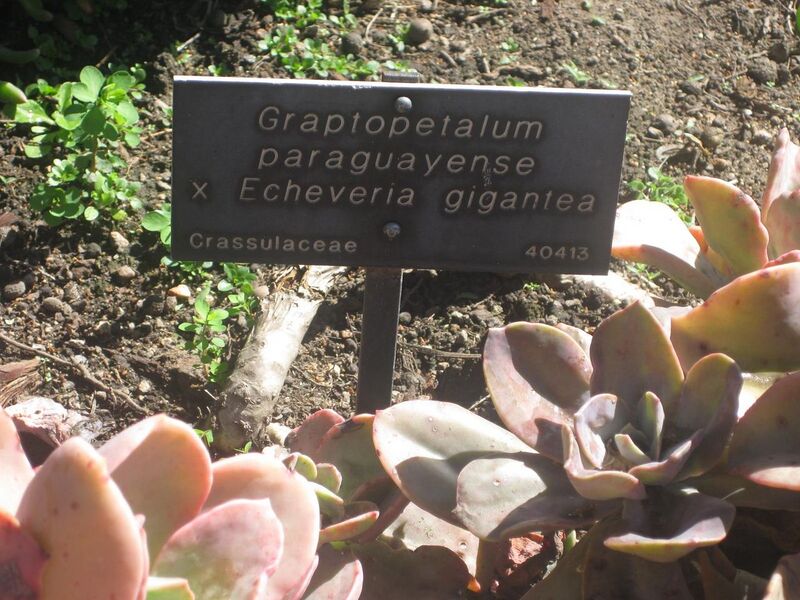 Graptopetalum
paraguayense
x Echeveria gigantea
Crassulaceae 40413